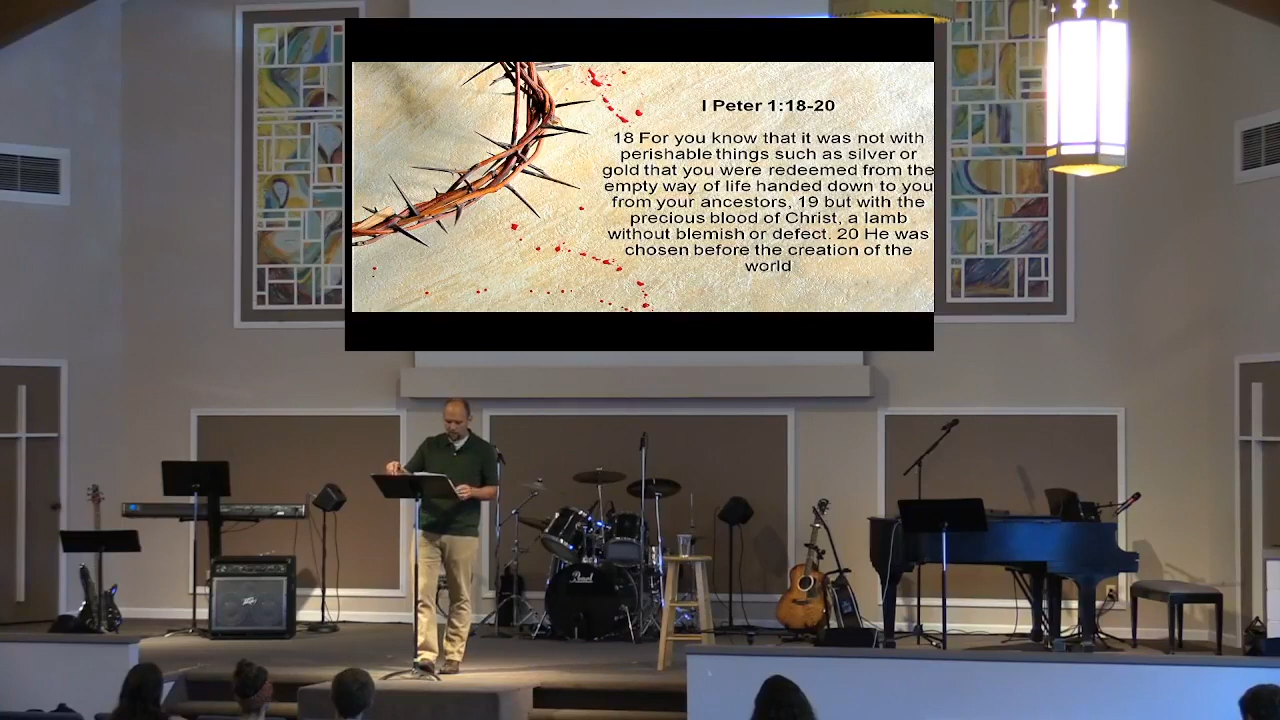 I Peter 1:18-20
18 For you know that it was not with
perishable things such as silver or
gold that you were redeemed from the
empty way of life handed down to you
from your ancestors, 19 but with the
precious blood of Christ, a lamb
without blemish or defect. 20 He was
chosen before the creation of the
world
Pearl
PEAVEY